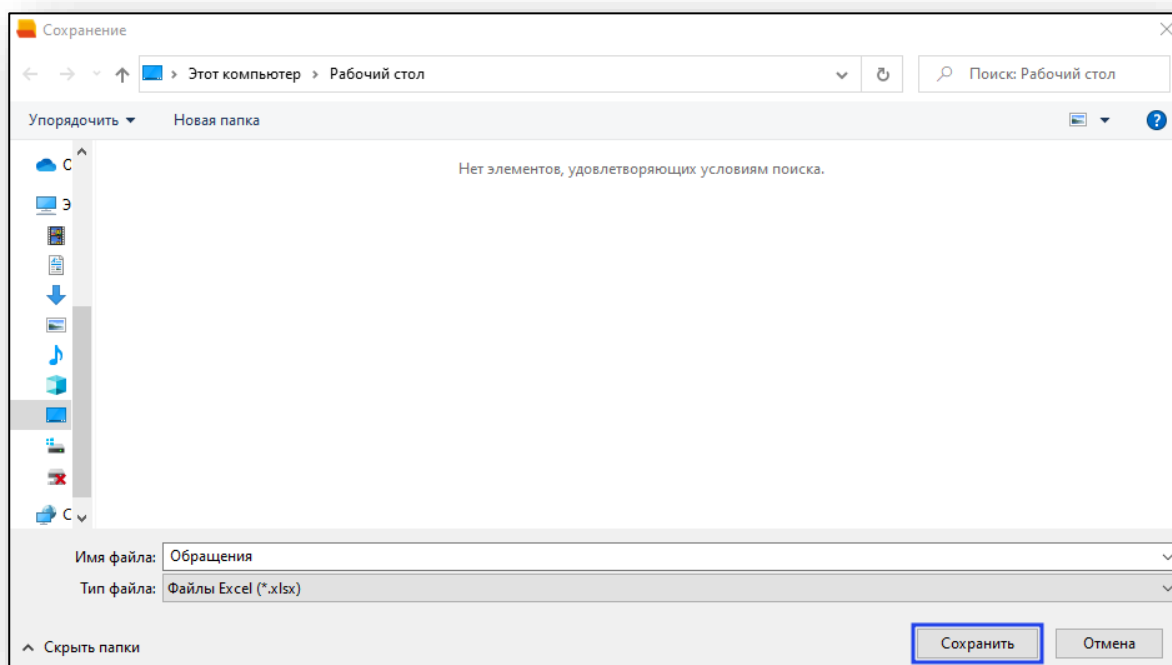 Сохранение
Этот компьютер › Рабочий стол
Поиск: Рабочий стол
Упорядочить
Новая папка
Нет элементов, удовлетворяющих условиям поиска.
О
Э
С
Имя файла: Обращения
Тип файла: Файлы Excel (*.xlsx)
Скрыть папки
Сохранить
Отмена